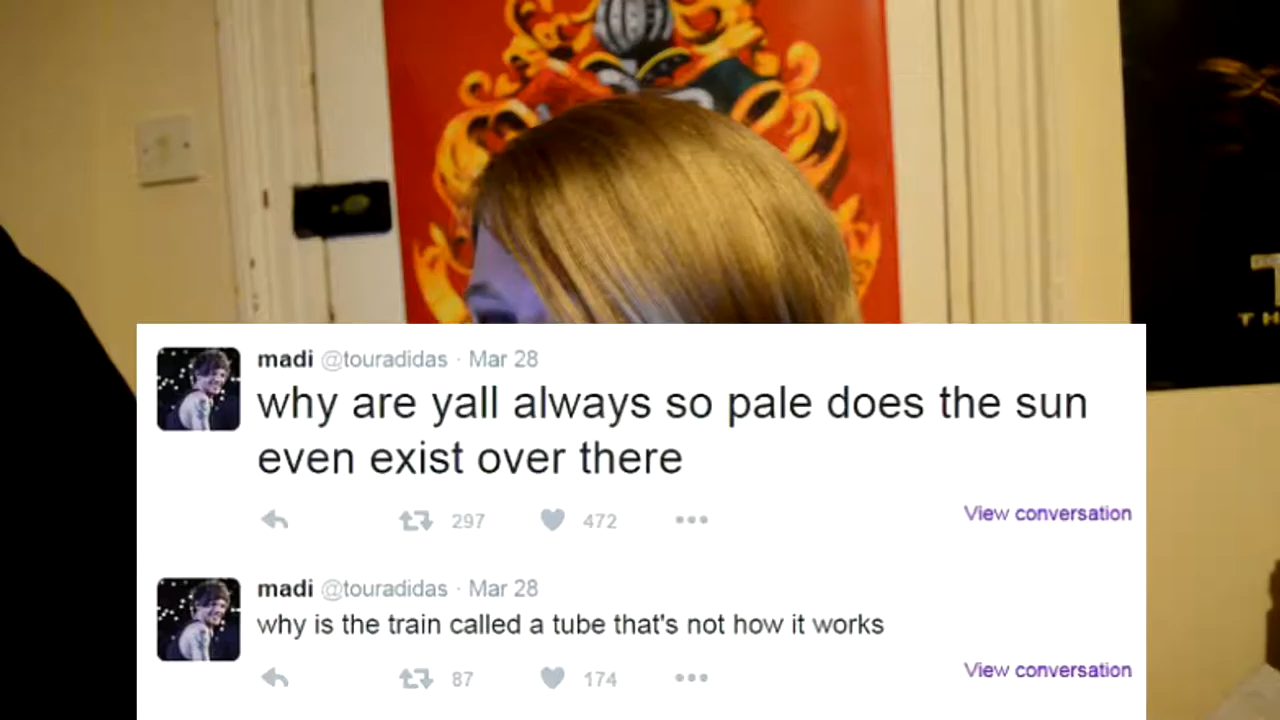 madi @touradidas · Mar 28
why are yall always so pale does the sun
even exist over there
297 472
View conversation
madi @touradidas · Mar 28
why is the train called a tube that's not how it works
87 174
View conversation